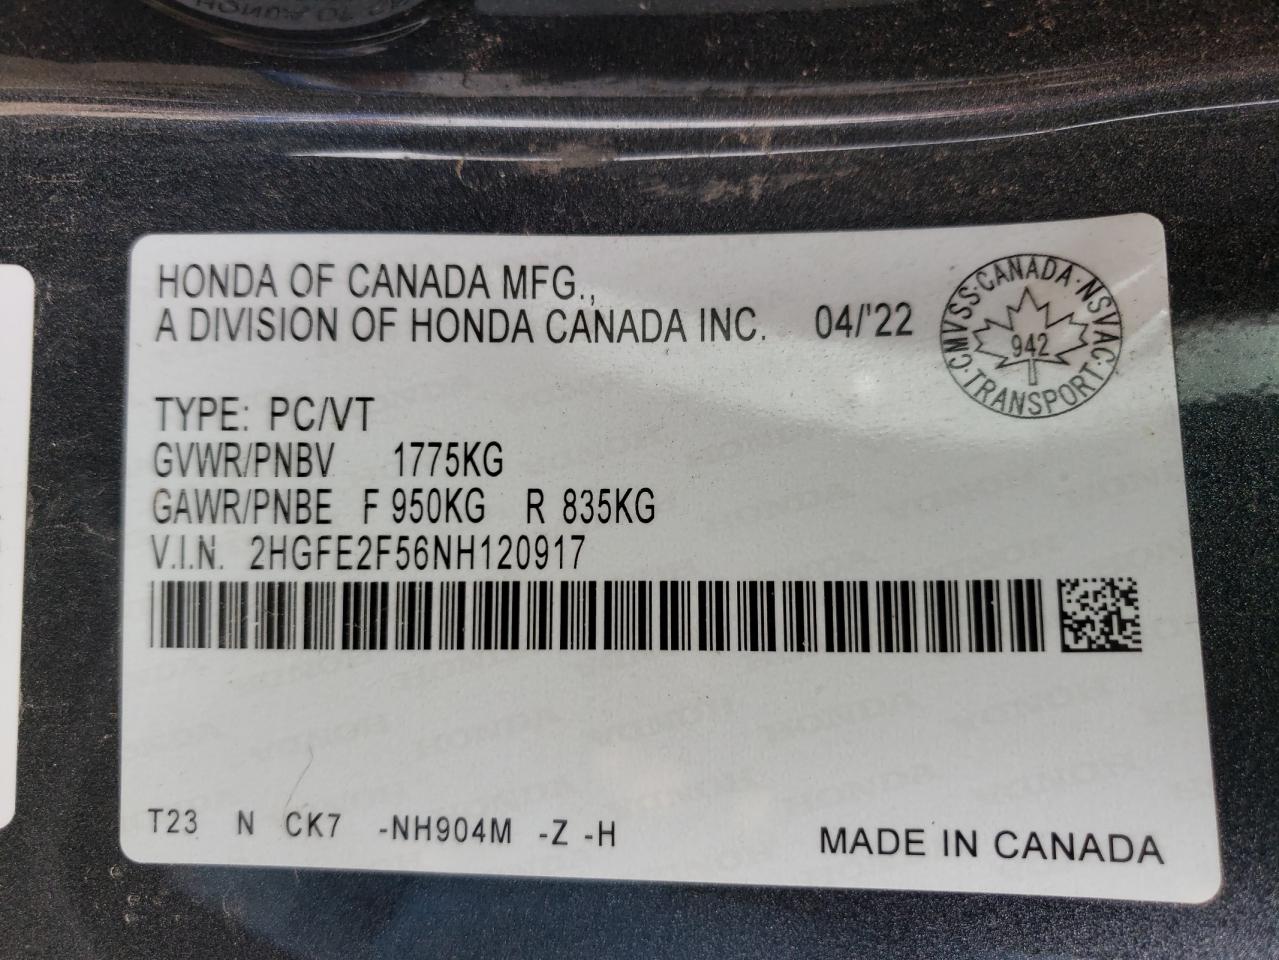 HONDA OF CANADA MFG.,
A DIVISION OF HONDA CANADA INC. 04/'22
CMVSS·CANADA·NSVAC·TRANSPORT·
942
TYPE: PC/VT
GVWR/PNBV 1775KG
GAWR/PNBE F 950KG R 835KG
V.I.N. 2HGFE2F56NH120917
T23 N CK7 -NH904M -Z -H
MADE IN CANADA